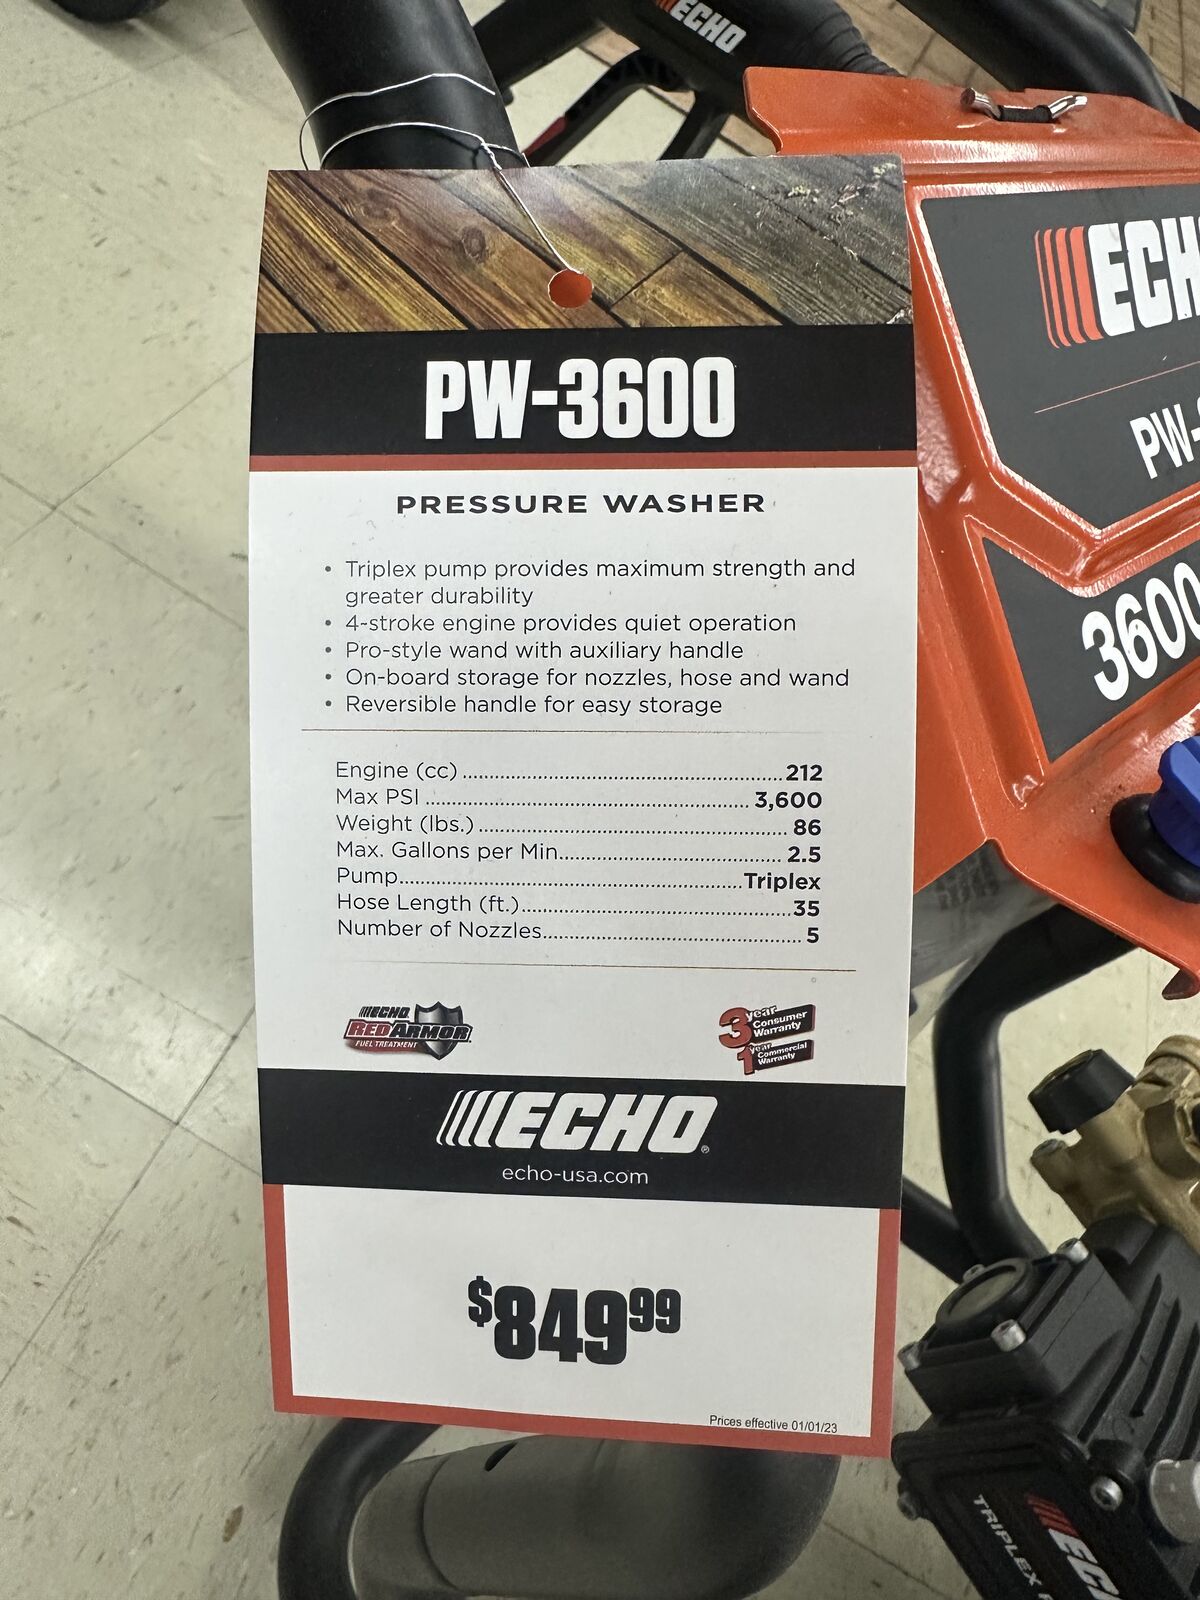 ECHO
ECH
PW-
3600
PW-3600
PRESSURE WASHER
• Triplex pump provides maximum strength and
greater durability
• 4-stroke engine provides quiet operation
• Pro-style wand with auxiliary handle
• On-board storage for nozzles, hose and wand
• Reversible handle for easy storage
Engine (cc) 212
Max PSI 3,600
Weight (lbs.) 86
Max. Gallons per Min. 2.5
Pump Triplex
Hose Length (ft.) 35
Number of Nozzles 5
ECHO
RED ARMOR
FUEL TREATMENT
3 year Consumer Warranty
1 year Commercial Warranty
ECHO®
echo-usa.com
$849.99
Prices effective 01/01/23
TRIPLEX
EC